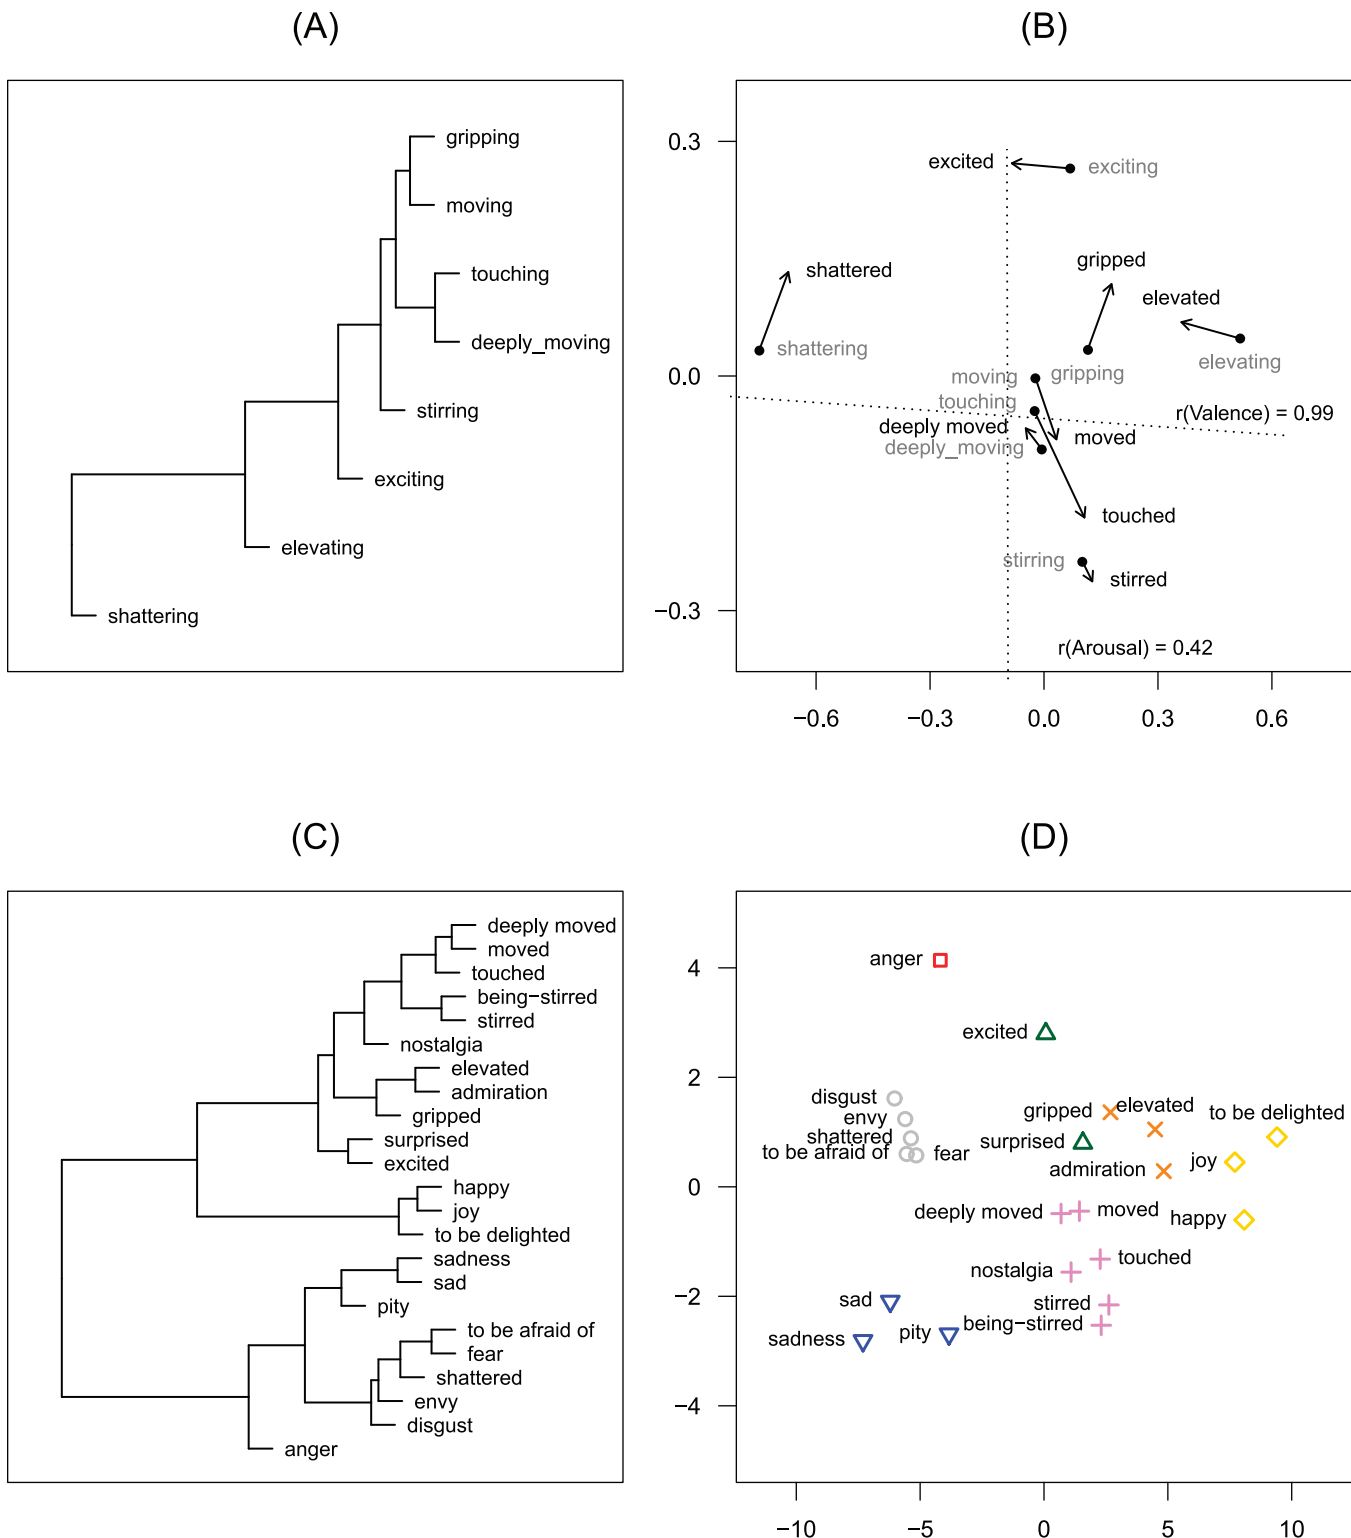 (A)
gripping
moving
touching
deeply_moving
stirring
exciting
elevating
shattering
(B)
0.3
0.0
−0.3
excited
exciting
shattered
shattering
gripped
gripping
elevated
elevating
moving
touching
deeply moved
deeply_moving
moved
r(Valence) = 0.99
touched
stirring
stirred
r(Arousal) = 0.42
−0.6
−0.3
0.0
0.3
0.6
(C)
deeply moved
moved
touched
being−stirred
stirred
nostalgia
elevated
admiration
gripped
surprised
excited
happy
joy
to be delighted
sadness
sad
pity
to be afraid of
fear
shattered
envy
disgust
anger
(D)
4
2
0
−2
−4
anger
excited
disgust
envy
shattered
to be afraid of
fear
gripped
elevated
to be delighted
surprised
admiration
joy
deeply moved
moved
happy
touched
nostalgia
stirred
being−stirred
sad
sadness
pity
−10
−5
0
5
10